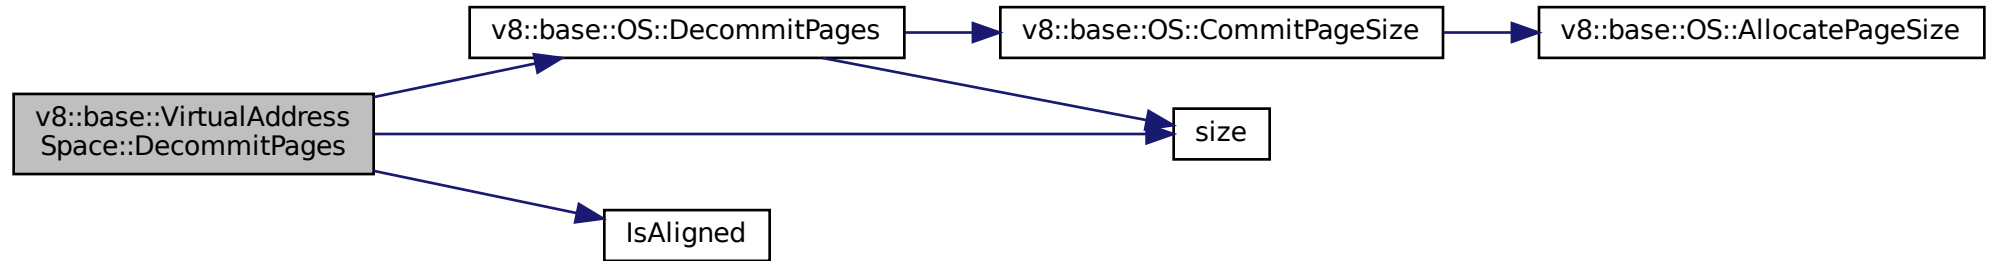 v8::base::OS::DecommitPages
v8::base::OS::CommitPageSize
v8::base::OS::AllocatePageSize
v8::base::VirtualAddress
Space::DecommitPages
size
IsAligned